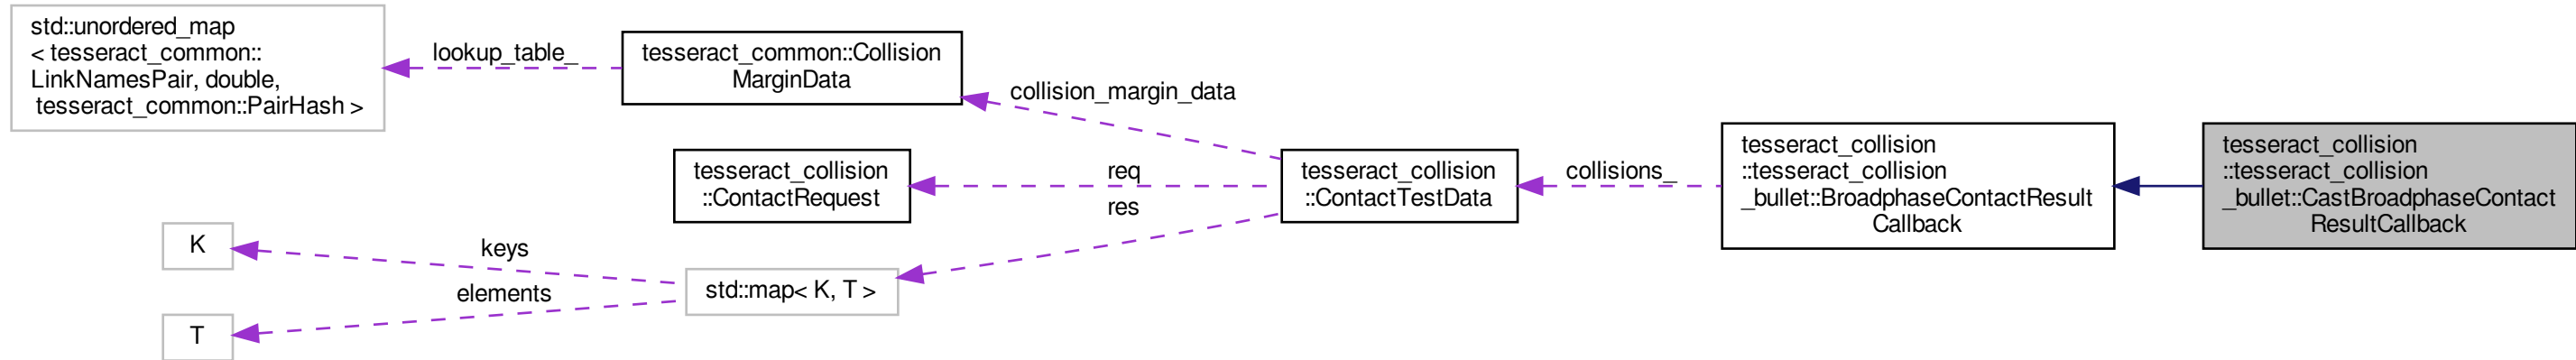 std::unordered_map
< tesseract_common::
LinkNamesPair, double,
tesseract_common::PairHash >
lookup_table_
tesseract_common::Collision
MarginData
collision_margin_data
tesseract_collision
::ContactRequest
req
res
tesseract_collision
::ContactTestData
collisions_
tesseract_collision
::tesseract_collision
_bullet::BroadphaseContactResult
Callback
tesseract_collision
::tesseract_collision
_bullet::CastBroadphaseContact
ResultCallback
K
keys
elements
std::map< K, T >
T